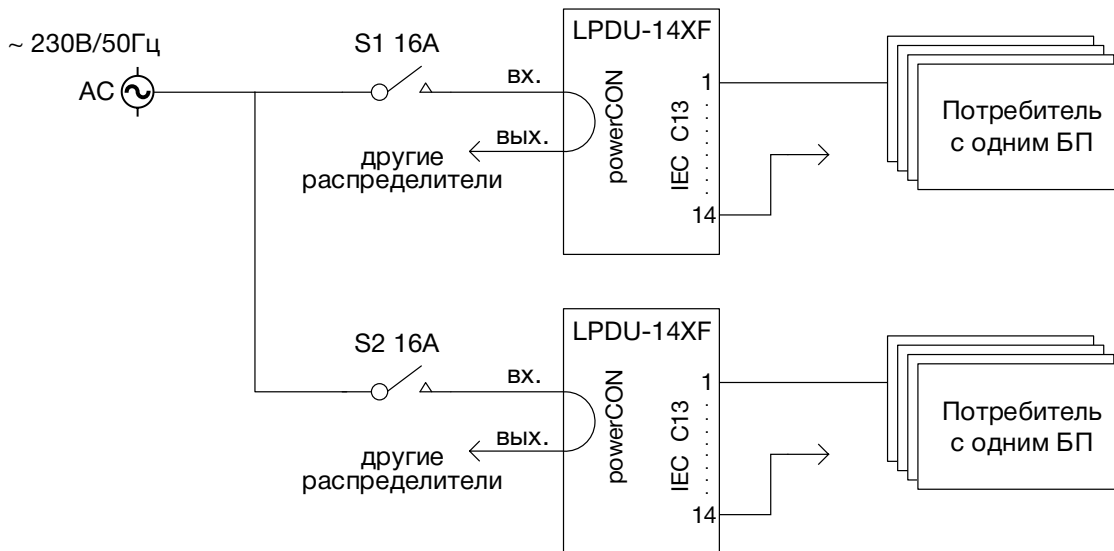 ~ 230В/50Гц
AC
S1 16A
вх.
вых.
другие
распределители
LPDU-14XF
powerCON
IEC C13
1
14
Потребитель
с одним БП
S2 16A
вх.
вых.
другие
распределители
LPDU-14XF
powerCON
IEC C13
1
14
Потребитель
с одним БП